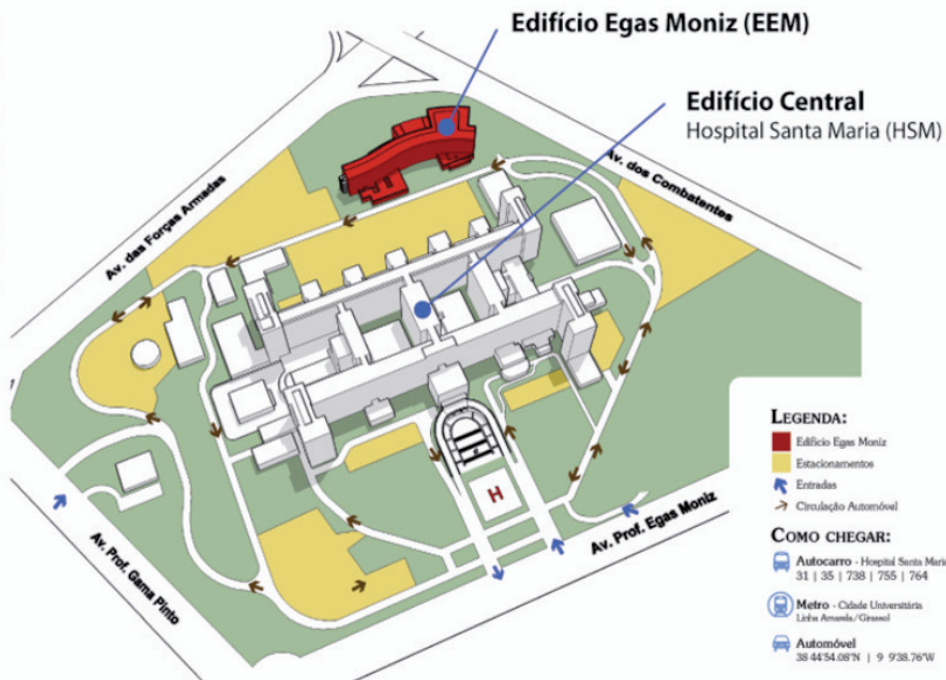 Edifício Egas Moniz (EEM)
Edifício Central
Hospital Santa Maria (HSM)
Av. dos Combatentes
Av. das Forças Armadas
Av. Prof. Gama Pinto
Av. Prof. Egas Moniz
H
LEGENDA:
Edifício Egas Moniz
Estacionamentos
Entradas
Circulação Automóvel
COMO CHEGAR:
Autocarro - Hospital Santa Maria
31 | 35 | 738 | 755 | 764
Metro - Cidade Universitária
Linha Amarela/Girassol
Automóvel
38 44'54.08"N | 9 9'38.76"W